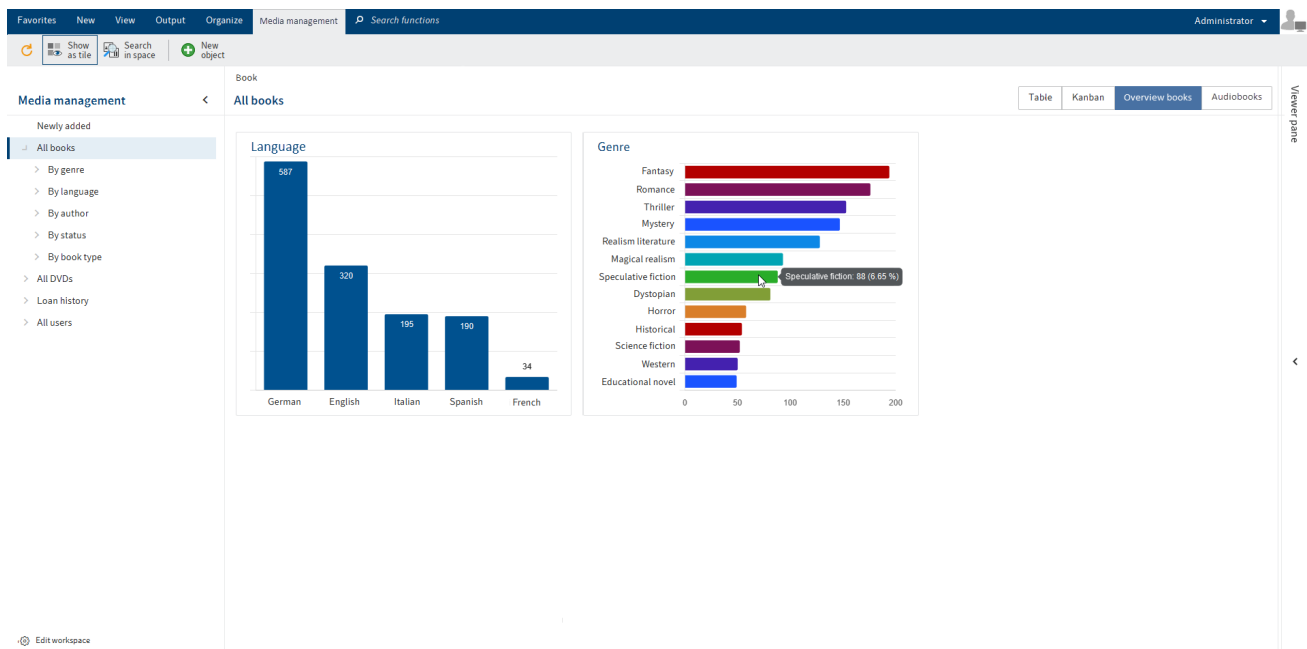 Favorites New View Output Organize Media management Search functions Administrator
Show as tile
Search in space
New object
Book
Media management
All books
Table Kanban Overview books Audiobooks
Viewer pane
Newly added
All books
By genre
By language
By author
By status
By book type
All DVDs
Loan history
All users
Language
587
320
195
190
34
German English Italian Spanish French
Genre
Fantasy
Romance
Thriller
Mystery
Realism literature
Magical realism
Speculative fiction
Speculative fiction: 88 (6.65 %)
Dystopian
Horror
Historical
Science fiction
Western
Educational novel
0 50 100 150 200
Edit workspace